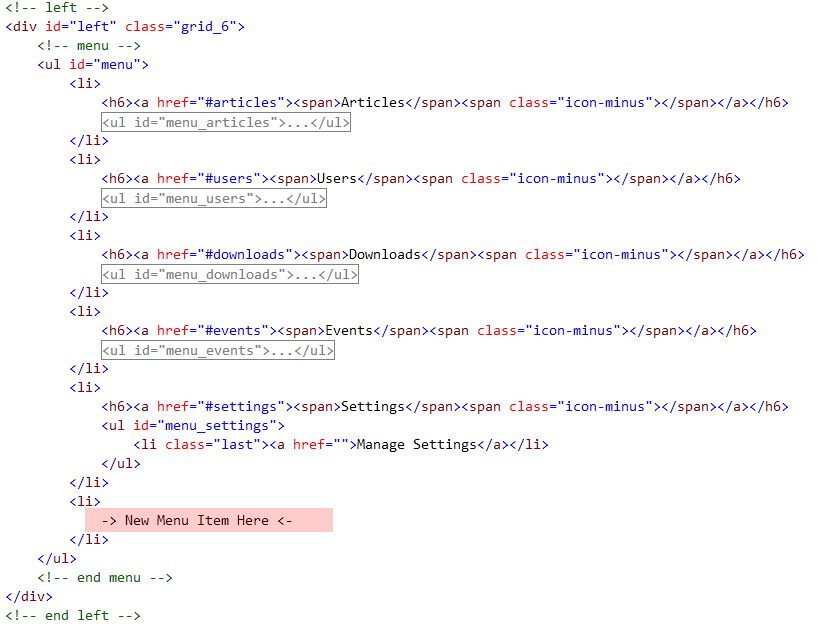 <!-- left -->
<div id="left" class="grid_6">
<!-- menu -->
<ul id="menu">
<li>
<h6><a href="#articles"><span>Articles</span><span class="icon-minus"></span></a></h6>
<ul id="menu_articles">...</ul>
</li>
<li>
<h6><a href="#users"><span>Users</span><span class="icon-minus"></span></a></h6>
<ul id="menu_users">...</ul>
</li>
<li>
<h6><a href="#downloads"><span>Downloads</span><span class="icon-minus"></span></a></h6>
<ul id="menu_downloads">...</ul>
</li>
<li>
<h6><a href="#events"><span>Events</span><span class="icon-minus"></span></a></h6>
<ul id="menu_events">...</ul>
</li>
<li>
<h6><a href="#settings"><span>Settings</span><span class="icon-minus"></span></a></h6>
<ul id="menu_settings">
<li class="last"><a href="">Manage Settings</a></li>
</ul>
</li>
<li>
-> New Menu Item Here <-
</li>
</ul>
<!-- end menu -->
</div>
<!-- end left -->